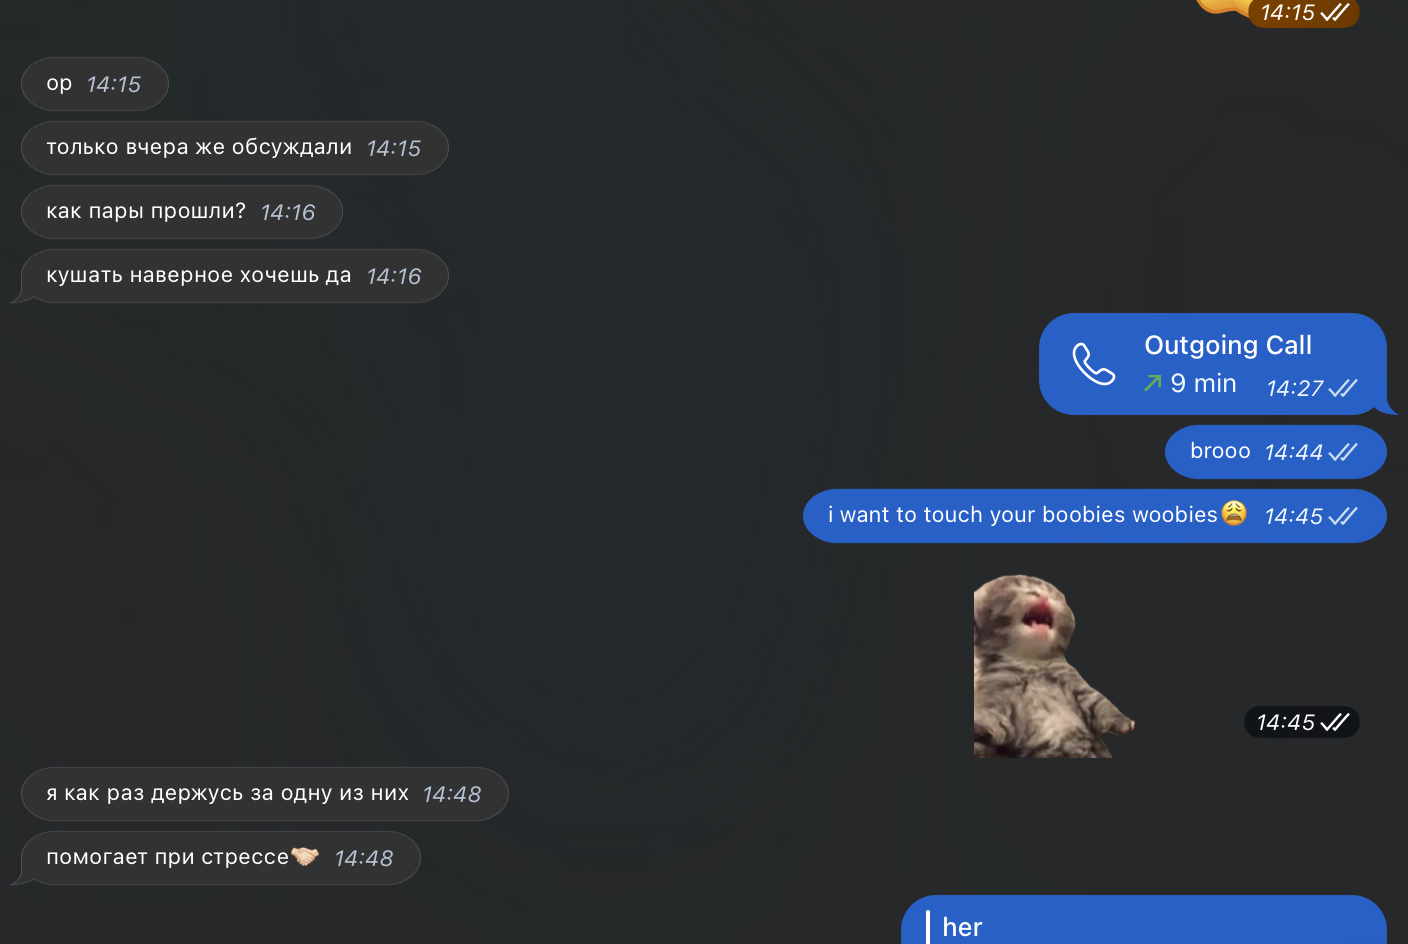 14:15
ор 14:15
только вчера же обсуждали 14:15
как пары прошли? 14:16
кушать наверное хочешь да 14:16
Outgoing Call
9 min 14:27
brooo 14:44
i want to touch your boobies woobies😩 14:45
14:45
я как раз держусь за одну из них 14:48
помогает при стрессе🤝🏻 14:48
her